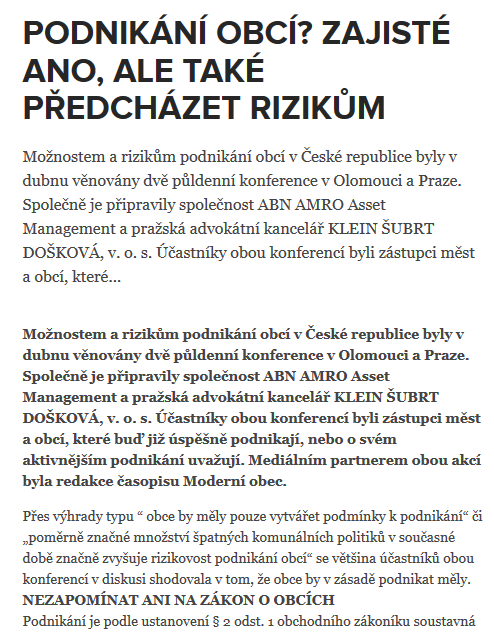 PODNIKÁNÍ OBCÍ? ZAJISTÉ
ANO, ALE TAKÉ
PŘEDCHÁZET RIZIKŮM
Možnostem a rizikům podnikání obcí v České republice byly v
dubnu věnovány dvě půldenní konference v Olomouci a Praze.
Společně je připravily společnost ABN AMRO Asset
Management a pražská advokátní kancelář KLEIN ŠUBRT
DOŠKOVÁ, v. o. s. Účastníky obou konferencí byli zástupci měst
a obcí, které...
Možnostem a rizikům podnikání obcí v České republice byly v
dubnu věnovány dvě půldenní konference v Olomouci a Praze.
Společně je připravily společnost ABN AMRO Asset
Management a pražská advokátní kancelář KLEIN ŠUBRT
DOŠKOVÁ, v. o. s. Účastníky obou konferencí byli zástupci měst
a obcí, které buď již úspěšně podnikají, nebo o svém
aktivnějším podnikání uvažují. Mediálním partnerem obou akcí
byla redakce časopisu Moderní obec.
Přes výhrady typu “ obce by měly pouze vytvářet podmínky k podnikání“ či
„poměrně značné množství špatných komunálních politiků v současné
době značně zvyšuje rizikovost podnikání obcí“ se většina účastníků obou
konferencí v diskusi shodovala v tom, že obce by v zásadě podnikat měly.
NEZAPOMÍNAT ANI NA ZÁKON O OBCÍCH
Podnikání je podle ustanovení § 2 odst. 1 obchodního zákoníku soustavná